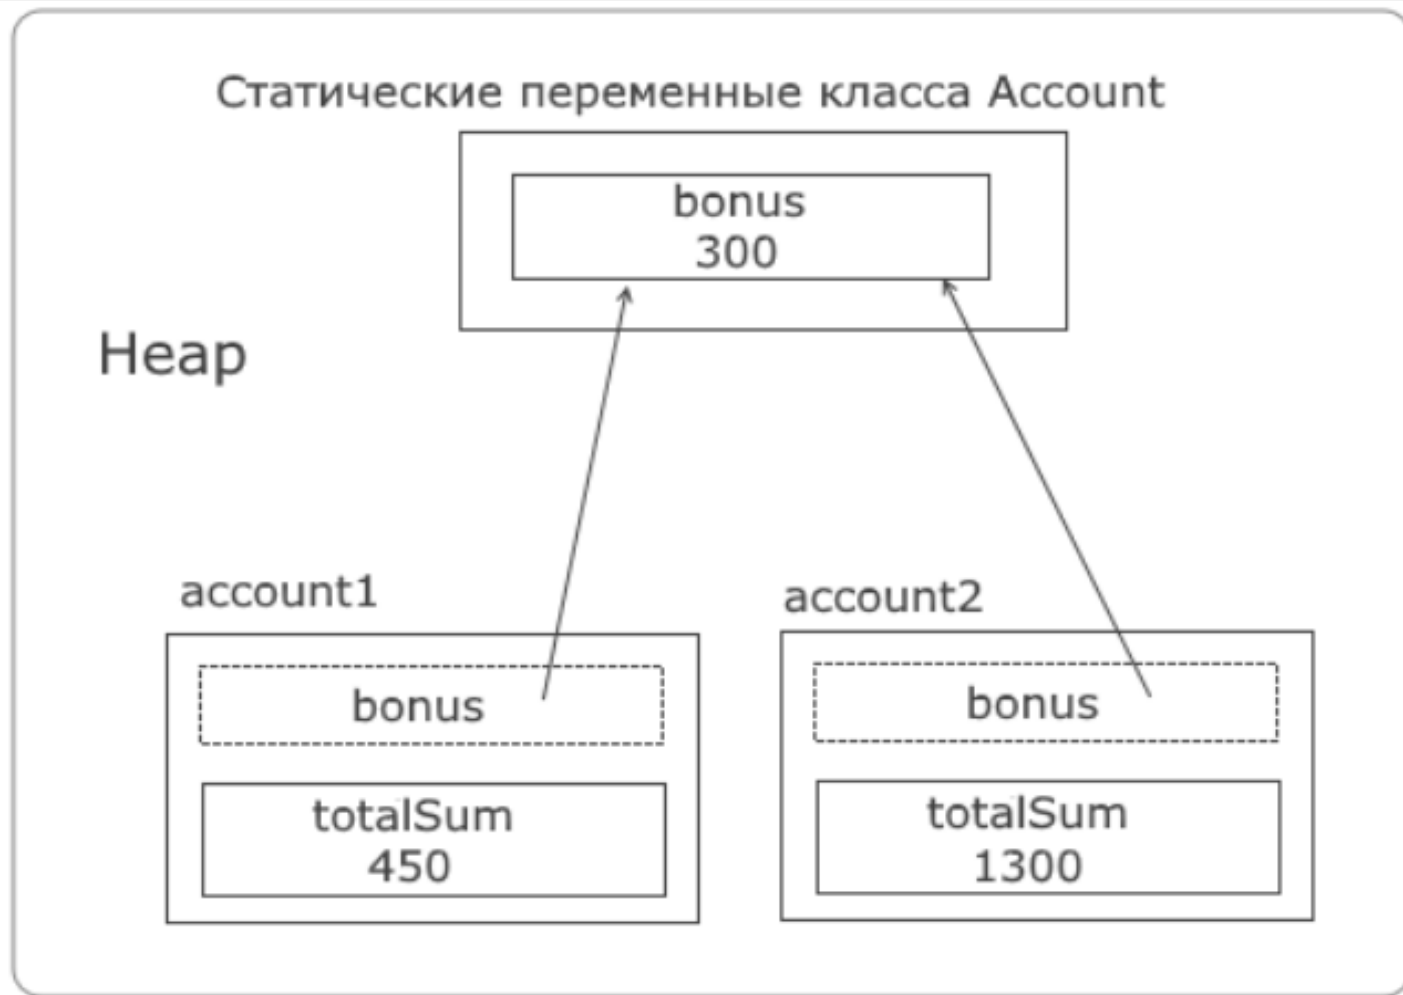 Статические переменные класса Account
bonus
300
Heap
account1
account2
bonus
totalSum
450
bonus
totalSum
1300